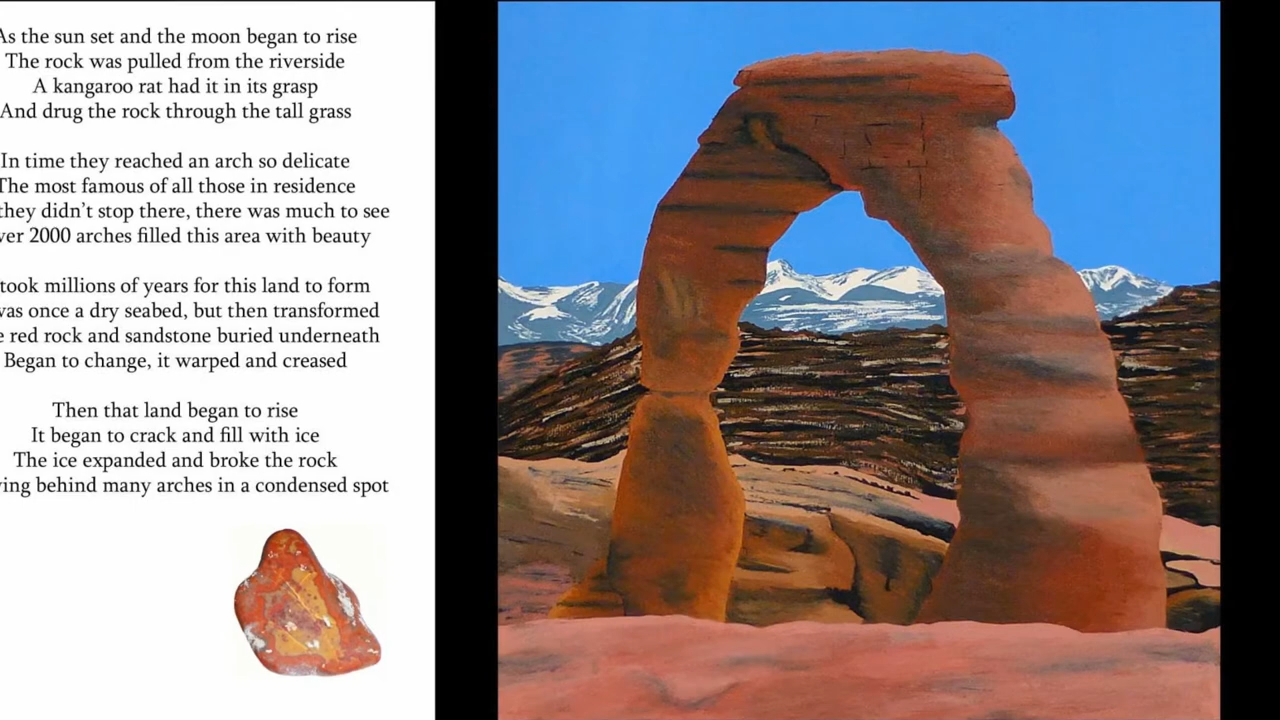 As the sun set and the moon began to rise
The rock was pulled from the riverside
A kangaroo rat had it in its grasp
And drug the rock through the tall grass
In time they reached an arch so delicate
The most famous of all those in residence
they didn't stop there, there was much to see
2000 arches filled this area with beauty
took millions of years for this land to form
was once a dry seabed, but then transformed
red rock and sandstone buried underneath
Began to change, it warped and creased
Then that land began to rise
It began to crack and fill with ice
The ice expanded and broke the rock
behind many arches in a condensed spot